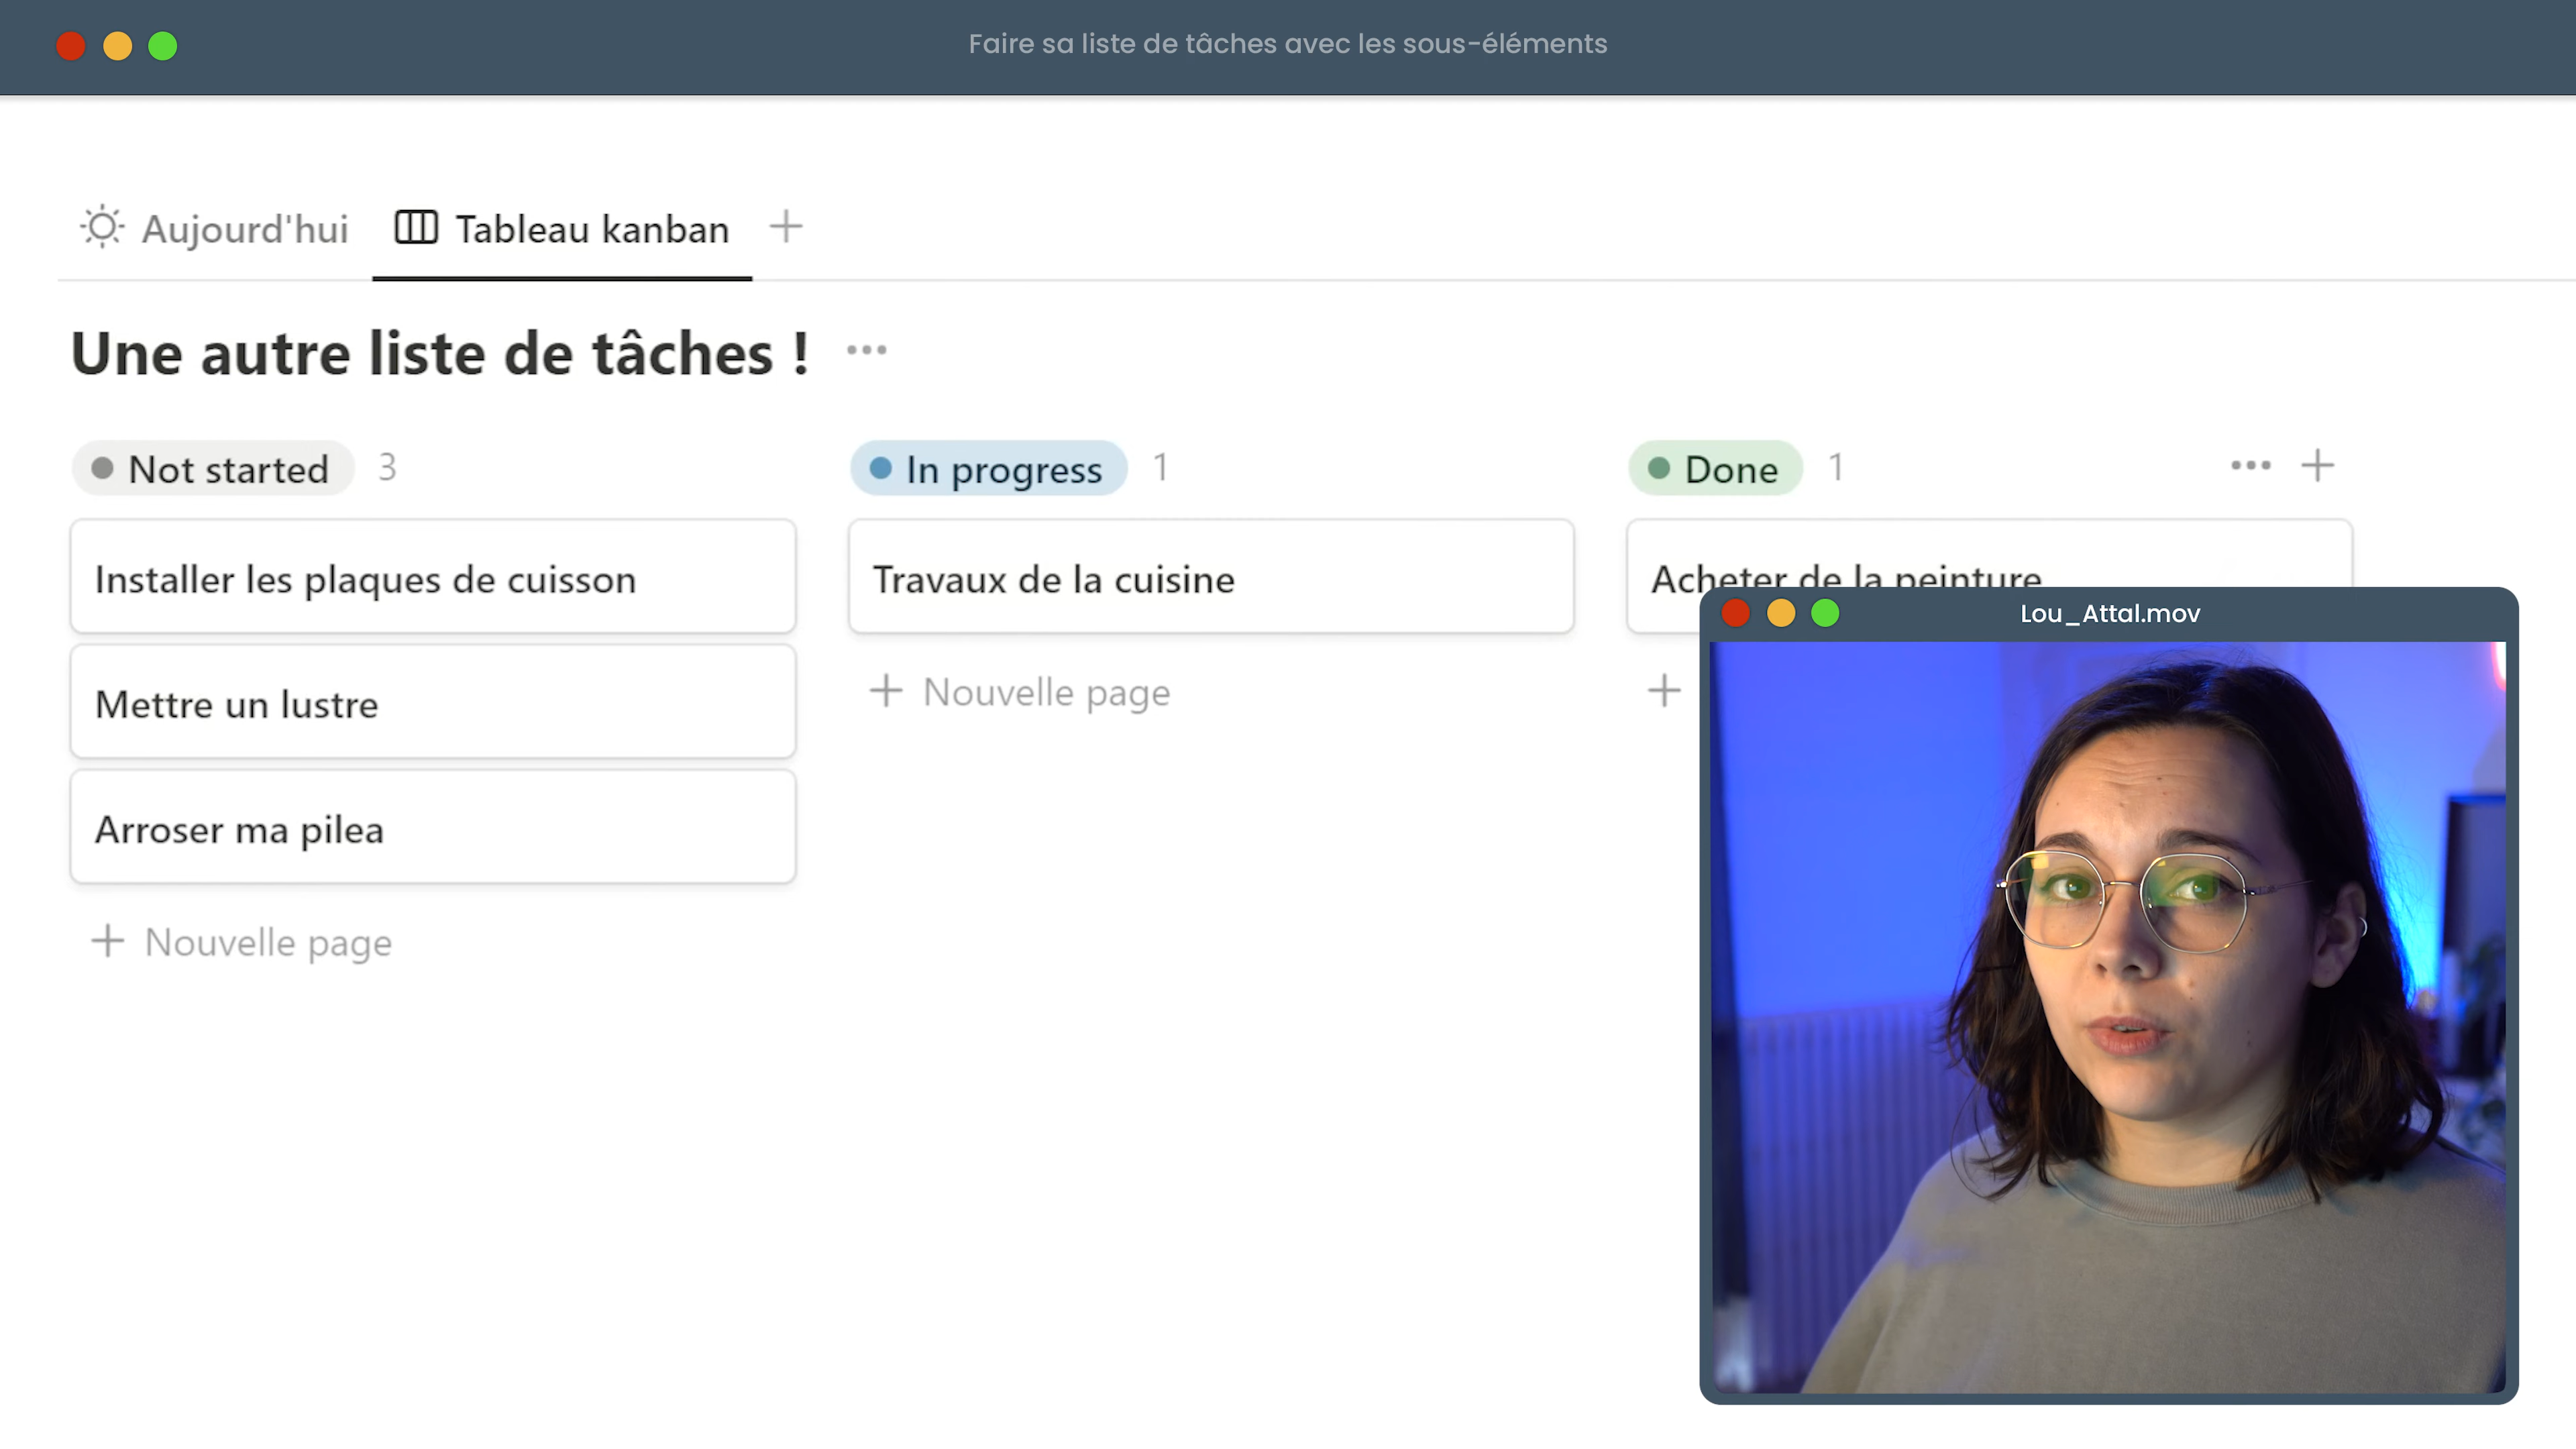 Faire sa liste de tâches avec les sous-éléments
Aujourd'hui
Tableau kanban
Une autre liste de tâches !
Not started 3
Installer les plaques de cuisson
Mettre un lustre
Arroser ma pilea
Nouvelle page
In progress 1
Travaux de la cuisine
Nouvelle page
Done 1
Acheter de la peinture
Lou_Attal.mov